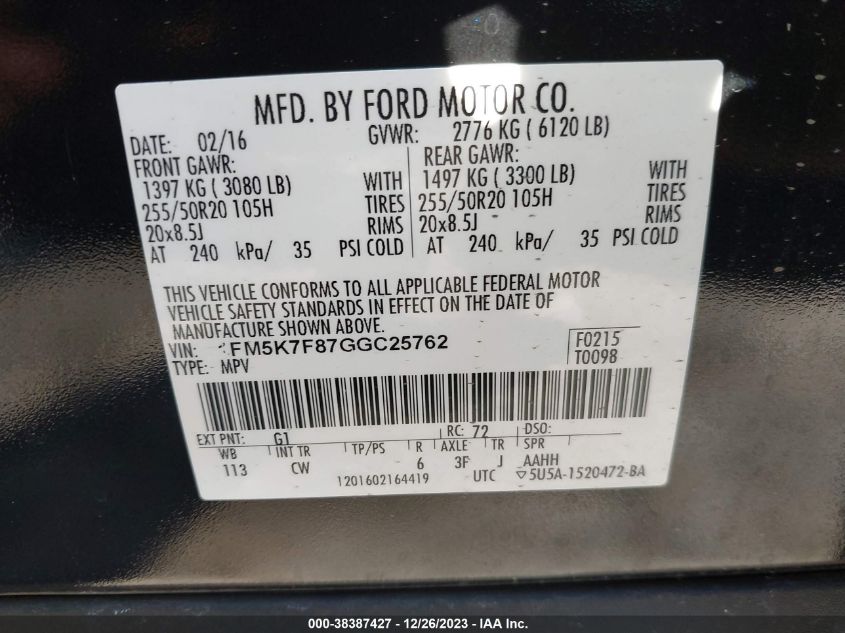 MFD. BY FORD MOTOR CO.
DATE: 02/16 GVWR: 2776 KG ( 6120 LB)
FRONT GAWR: REAR GAWR:
1397 KG ( 3080 LB) WITH 1497 KG ( 3300 LB) WITH
255/50R20 105H TIRES 255/50R20 105H TIRES
20x8.5J RIMS 20x8.5J RIMS
AT 240 kPa/ 35 PSI COLD AT 240 kPa/ 35 PSI COLD
THIS VEHICLE CONFORMS TO ALL APPLICABLE FEDERAL MOTOR
VEHICLE SAFETY STANDARDS IN EFFECT ON THE DATE OF
MANUFACTURE SHOWN ABOVE.
VIN: 1FM5K7F87GGC25762 F0215
TYPE: MPV T0098
EXT PNT: G1 RC: 72 DSO:
WB INT TR TP/PS R AXLE TR SPR
113 CW 6 3F J AAHH
1201602164419 UTC ▽5U5A-1520472-BA
000-38387427 - 12/26/2023 - IAA Inc.